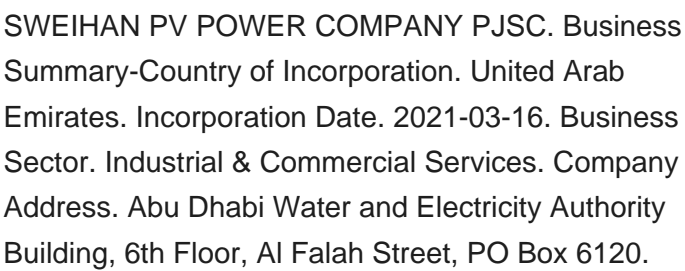 SWEIHAN PV POWER COMPANY PJSC. Business
Summary-Country of Incorporation. United Arab
Emirates. Incorporation Date. 2021-03-16. Business
Sector. Industrial & Commercial Services. Company
Address. Abu Dhabi Water and Electricity Authority
Building, 6th Floor, Al Falah Street, PO Box 6120.